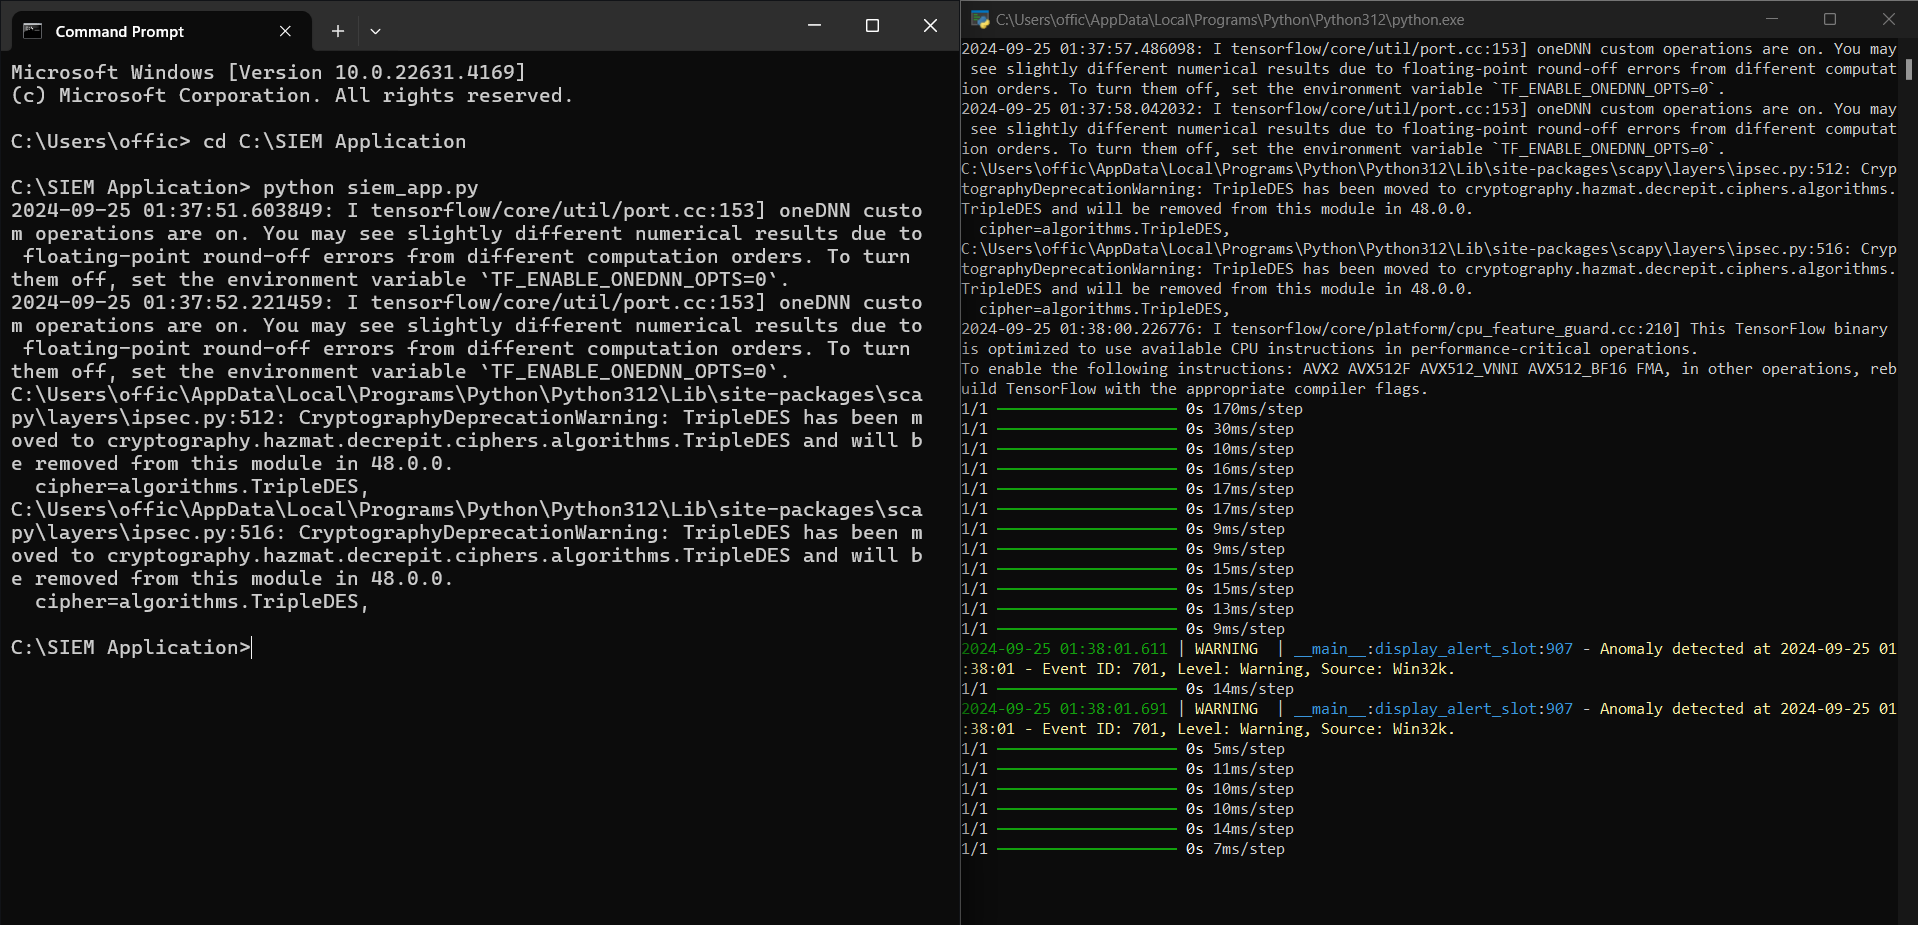 Command Prompt
Microsoft Windows [Version 10.0.22631.4169]
(c) Microsoft Corporation. All rights reserved.
C:\Users\offic> cd C:\SIEM Application
C:\SIEM Application> python siem_app.py
2024-09-25 01:37:51.603849: I tensorflow/core/util/port.cc:153] oneDNN custo
m operations are on. You may see slightly different numerical results due to
floating-point round-off errors from different computation orders. To turn
them off, set the environment variable `TF_ENABLE_ONEDNN_OPTS=0`.
2024-09-25 01:37:52.221459: I tensorflow/core/util/port.cc:153] oneDNN custo
m operations are on. You may see slightly different numerical results due to
floating-point round-off errors from different computation orders. To turn
them off, set the environment variable `TF_ENABLE_ONEDNN_OPTS=0`.
C:\Users\offic\AppData\Local\Programs\Python\Python312\Lib\site-packages\sca
py\layers\ipsec.py:512: CryptographyDeprecationWarning: TripleDES has been m
oved to cryptography.hazmat.decrepit.ciphers.algorithms.TripleDES and will b
e removed from this module in 48.0.0.
cipher=algorithms.TripleDES,
C:\Users\offic\AppData\Local\Programs\Python\Python312\Lib\site-packages\sca
py\layers\ipsec.py:516: CryptographyDeprecationWarning: TripleDES has been m
oved to cryptography.hazmat.decrepit.ciphers.algorithms.TripleDES and will b
e removed from this module in 48.0.0.
cipher=algorithms.TripleDES,
C:\SIEM Application>
C:\Users\offic\AppData\Local\Programs\Python\Python312\python.exe
2024-09-25 01:37:57.486098: I tensorflow/core/util/port.cc:153] oneDNN custom operations are on. You may
see slightly different numerical results due to floating-point round-off errors from different computat
ion orders. To turn them off, set the environment variable `TF_ENABLE_ONEDNN_OPTS=0`.
2024-09-25 01:37:58.042032: I tensorflow/core/util/port.cc:153] oneDNN custom operations are on. You may
see slightly different numerical results due to floating-point round-off errors from different computat
ion orders. To turn them off, set the environment variable `TF_ENABLE_ONEDNN_OPTS=0`.
C:\Users\offic\AppData\Local\Programs\Python\Python312\Lib\site-packages\scapy\layers\ipsec.py:512: Cryp
tographyDeprecationWarning: TripleDES has been moved to cryptography.hazmat.decrepit.ciphers.algorithms.
TripleDES and will be removed from this module in 48.0.0.
cipher=algorithms.TripleDES,
C:\Users\offic\AppData\Local\Programs\Python\Python312\Lib\site-packages\scapy\layers\ipsec.py:516: Cryp
tographyDeprecationWarning: TripleDES has been moved to cryptography.hazmat.decrepit.ciphers.algorithms.
TripleDES and will be removed from this module in 48.0.0.
cipher=algorithms.TripleDES,
2024-09-25 01:38:00.226776: I tensorflow/core/platform/cpu_feature_guard.cc:210] This TensorFlow binary
is optimized to use available CPU instructions in performance-critical operations.
To enable the following instructions: AVX2 AVX512F AVX512_VNNI AVX512_BF16 FMA, in other operations, reb
uild TensorFlow with the appropriate compiler flags.
1/1 ━━━━━━━━━━━━━━━━━━━━ 0s 170ms/step
1/1 ━━━━━━━━━━━━━━━━━━━━ 0s 30ms/step
1/1 ━━━━━━━━━━━━━━━━━━━━ 0s 10ms/step
1/1 ━━━━━━━━━━━━━━━━━━━━ 0s 16ms/step
1/1 ━━━━━━━━━━━━━━━━━━━━ 0s 17ms/step
1/1 ━━━━━━━━━━━━━━━━━━━━ 0s 17ms/step
1/1 ━━━━━━━━━━━━━━━━━━━━ 0s 9ms/step
1/1 ━━━━━━━━━━━━━━━━━━━━ 0s 9ms/step
1/1 ━━━━━━━━━━━━━━━━━━━━ 0s 15ms/step
1/1 ━━━━━━━━━━━━━━━━━━━━ 0s 15ms/step
1/1 ━━━━━━━━━━━━━━━━━━━━ 0s 13ms/step
1/1 ━━━━━━━━━━━━━━━━━━━━ 0s 9ms/step
2024-09-25 01:38:01.611 | WARNING  | __main__:display_alert_slot:907 - Anomaly detected at 2024-09-25 01
:38:01 - Event ID: 701, Level: Warning, Source: Win32k.
1/1 ━━━━━━━━━━━━━━━━━━━━ 0s 14ms/step
2024-09-25 01:38:01.691 | WARNING  | __main__:display_alert_slot:907 - Anomaly detected at 2024-09-25 01
:38:01 - Event ID: 701, Level: Warning, Source: Win32k.
1/1 ━━━━━━━━━━━━━━━━━━━━ 0s 5ms/step
1/1 ━━━━━━━━━━━━━━━━━━━━ 0s 11ms/step
1/1 ━━━━━━━━━━━━━━━━━━━━ 0s 10ms/step
1/1 ━━━━━━━━━━━━━━━━━━━━ 0s 10ms/step
1/1 ━━━━━━━━━━━━━━━━━━━━ 0s 14ms/step
1/1 ━━━━━━━━━━━━━━━━━━━━ 0s 7ms/step